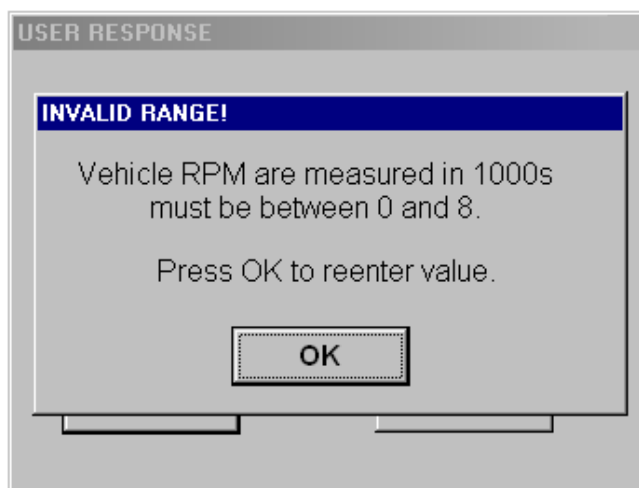 USER RESPONSE
INVALID RANGE!
Vehicle RPM are measured in 1000s
must be between 0 and 8.
Press OK to reenter value.
OK